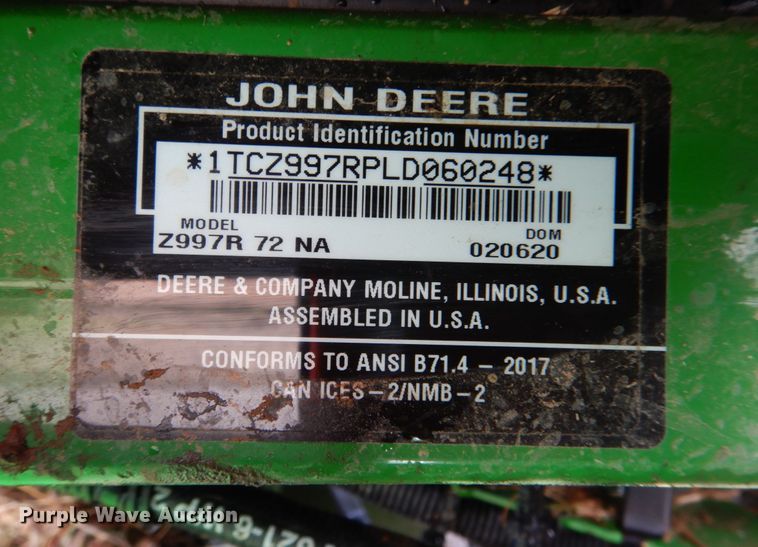 JOHN DEERE
Product Identification Number
*1TCZ997RPLD060248*
MODEL DOM
Z997R 72 NA 020620
DEERE & COMPANY MOLINE, ILLINOIS, U.S.A.
ASSEMBLED IN U.S.A.
CONFORMS TO ANSI B71.4 – 2017
CAN ICES–2/NMB–2
Purple Wave Auction